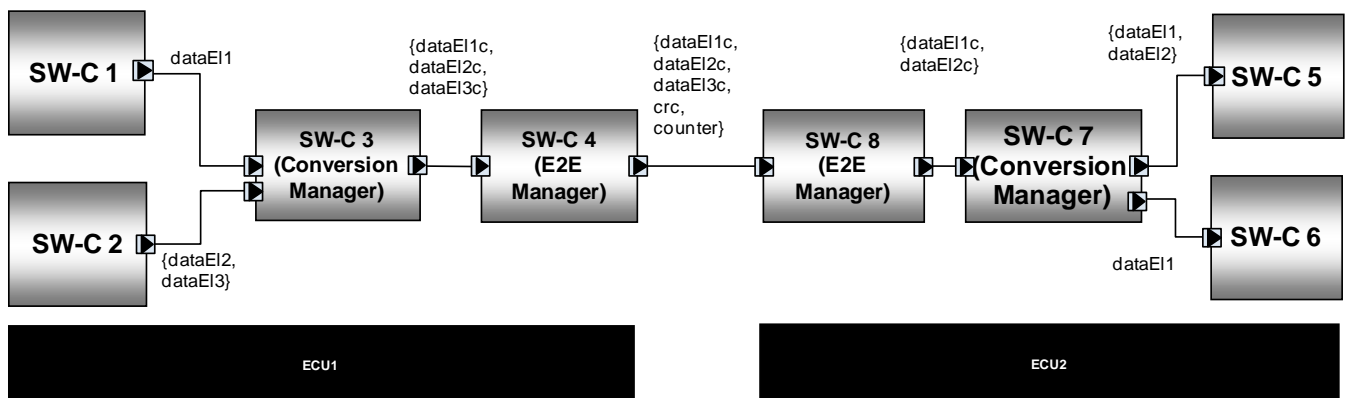 SW-C 1
dataEl1
SW-C 2
{dataEl2,
dataEl3}
SW-C 3
(Conversion
Manager)
{dataEl1c,
dataEl2c,
dataEl3c}
SW-C 4
(E2E
Manager)
{dataEl1c,
dataEl2c,
dataEl3c,
crc,
counter}
SW-C 8
(E2E
Manager)
{dataEl1c,
dataEl2c}
SW-C 7
(Conversion
Manager)
{dataEl1,
dataEl2}
SW-C 5
dataEl1
SW-C 6
ECU1
ECU2